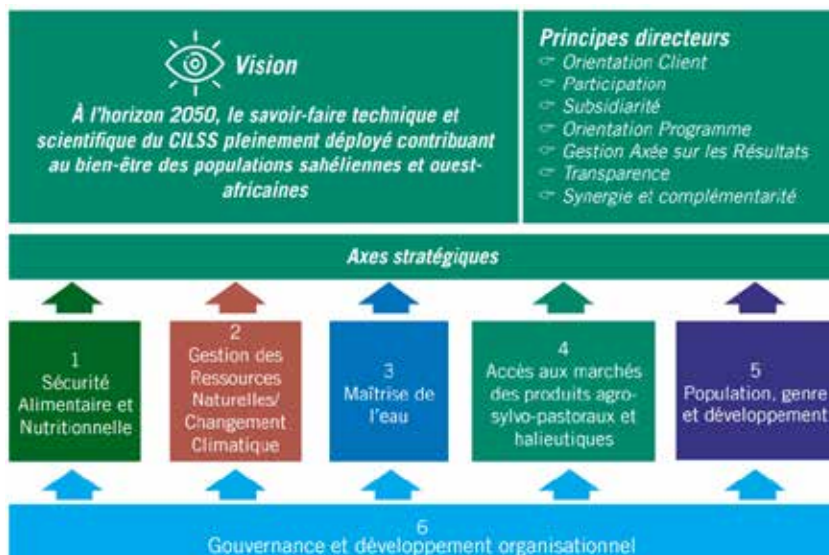 Vision
À l'horizon 2050, le savoir-faire technique et
scientifique du CILSS pleinement déployé contribuant
au bien-être des populations sahéliennes et ouest-
africaines
Principes directeurs
Orientation Client
Participation
Subsidiarité
Orientation Programme
Gestion Axée sur les Résultats
Transparence
Synergie et complémentarité
Axes stratégiques
1
Sécurité
Alimentaire et
Nutritionnelle
2
Gestion des
Ressources
Naturelles/
Changement
Climatique
3
Maîtrise de
l'eau
4
Accès aux marchés
des produits agro-
sylvo-pastoraux et
halieutiques
5
Population, genre
et développement
6
Gouvernance et développement organisationnel